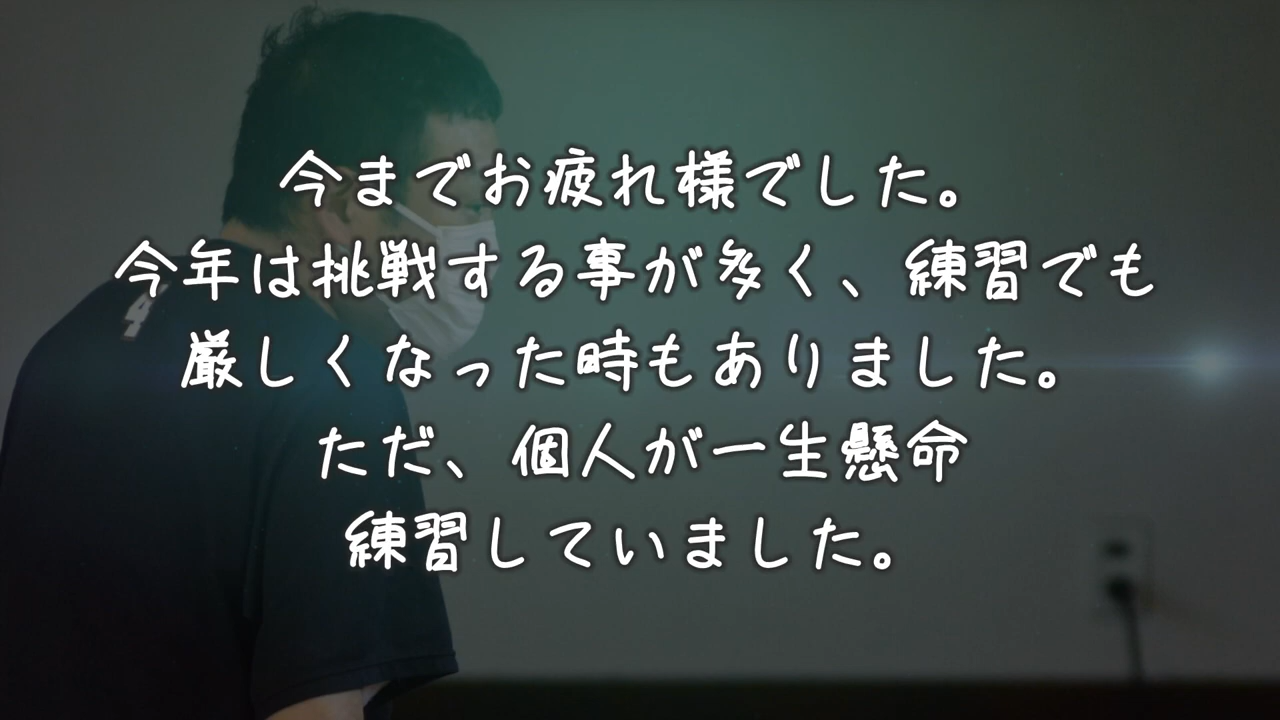 今までお疲れ様でした。
今年は挑戦する事が多く、練習でも
厳しくなった時もありました。
ただ、個人が一生懸命
練習していました。